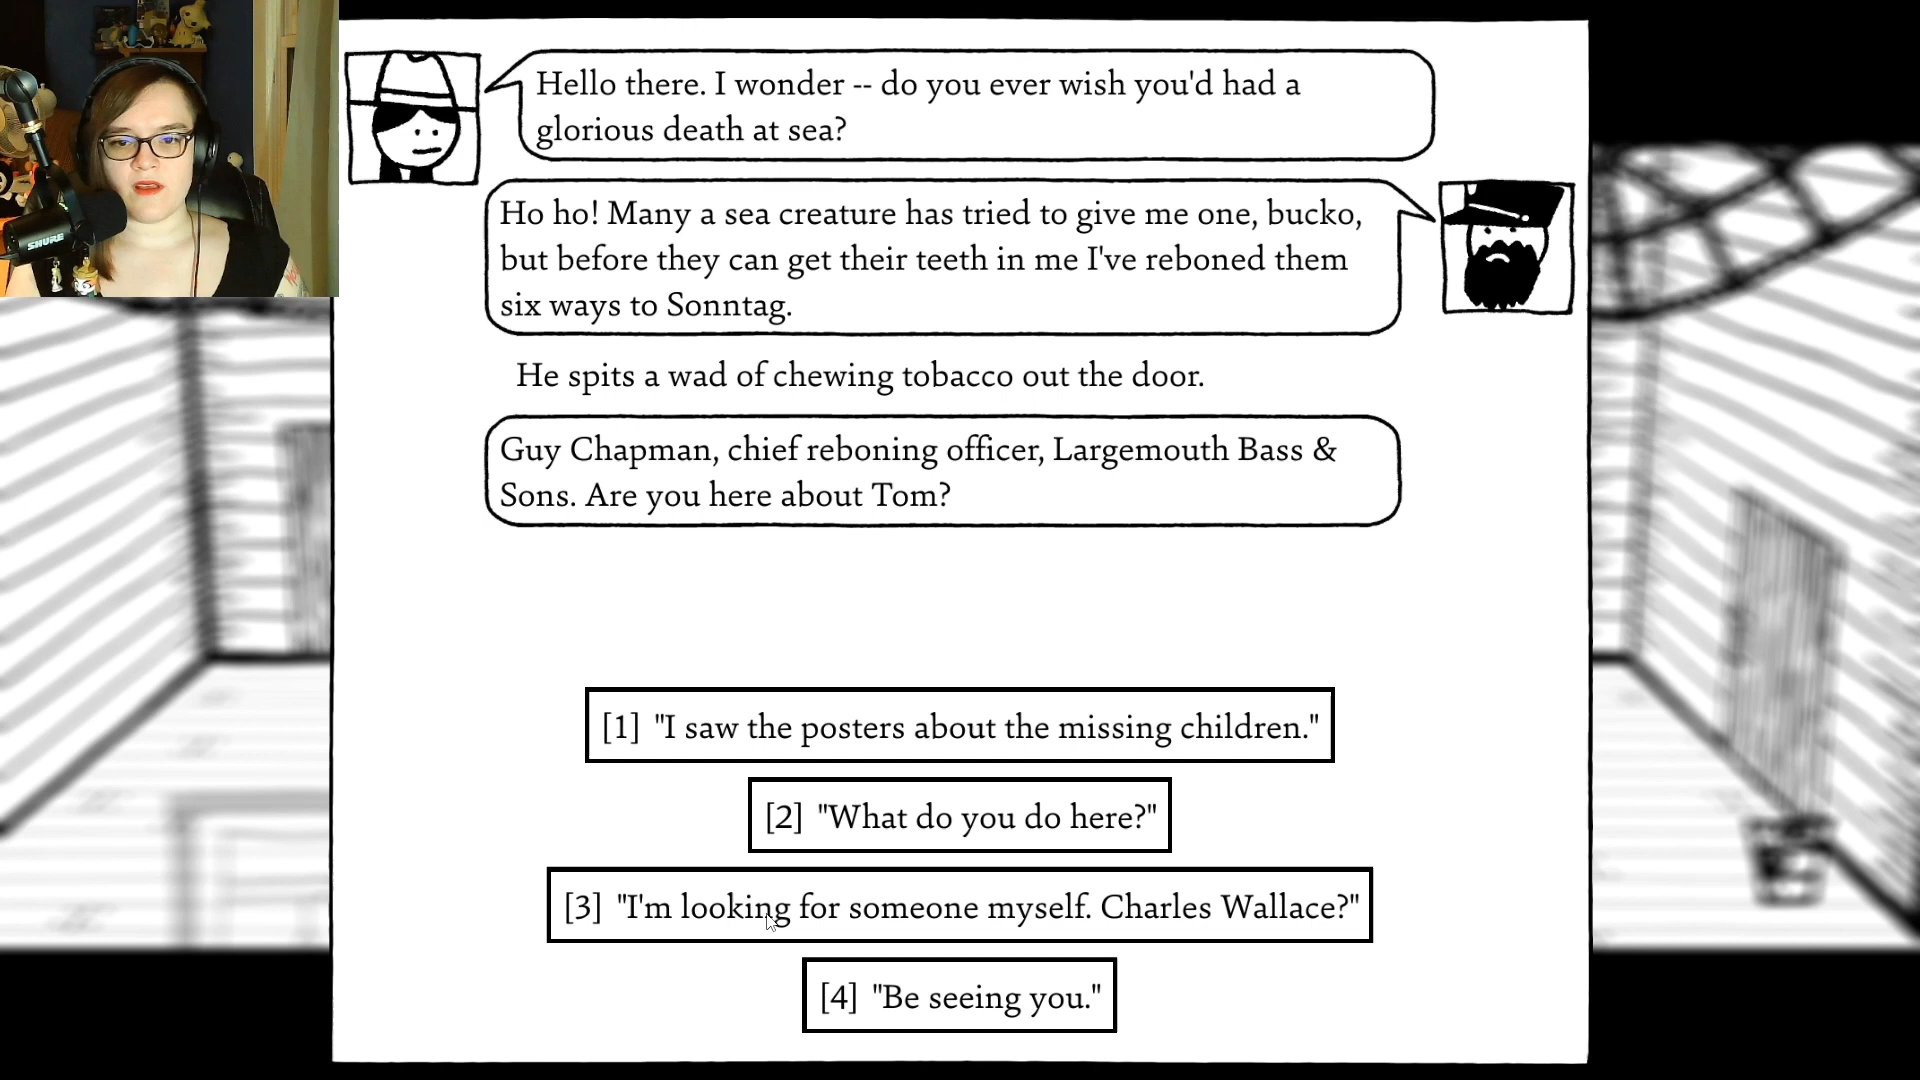 SHURE
Hello there. I wonder -- do you ever wish you'd had a
glorious death at sea?
Ho ho! Many a sea creature has tried to give me one, bucko,
but before they can get their teeth in me I've reboned them
six ways to Sonntag.
He spits a wad of chewing tobacco out the door.
Guy Chapman, chief reboning officer, Largemouth Bass &
Sons. Are you here about Tom?
[1] "I saw the posters about the missing children."
[2] "What do you do here?"
[3] "I'm looking for someone myself. Charles Wallace?"
[4] "Be seeing you."